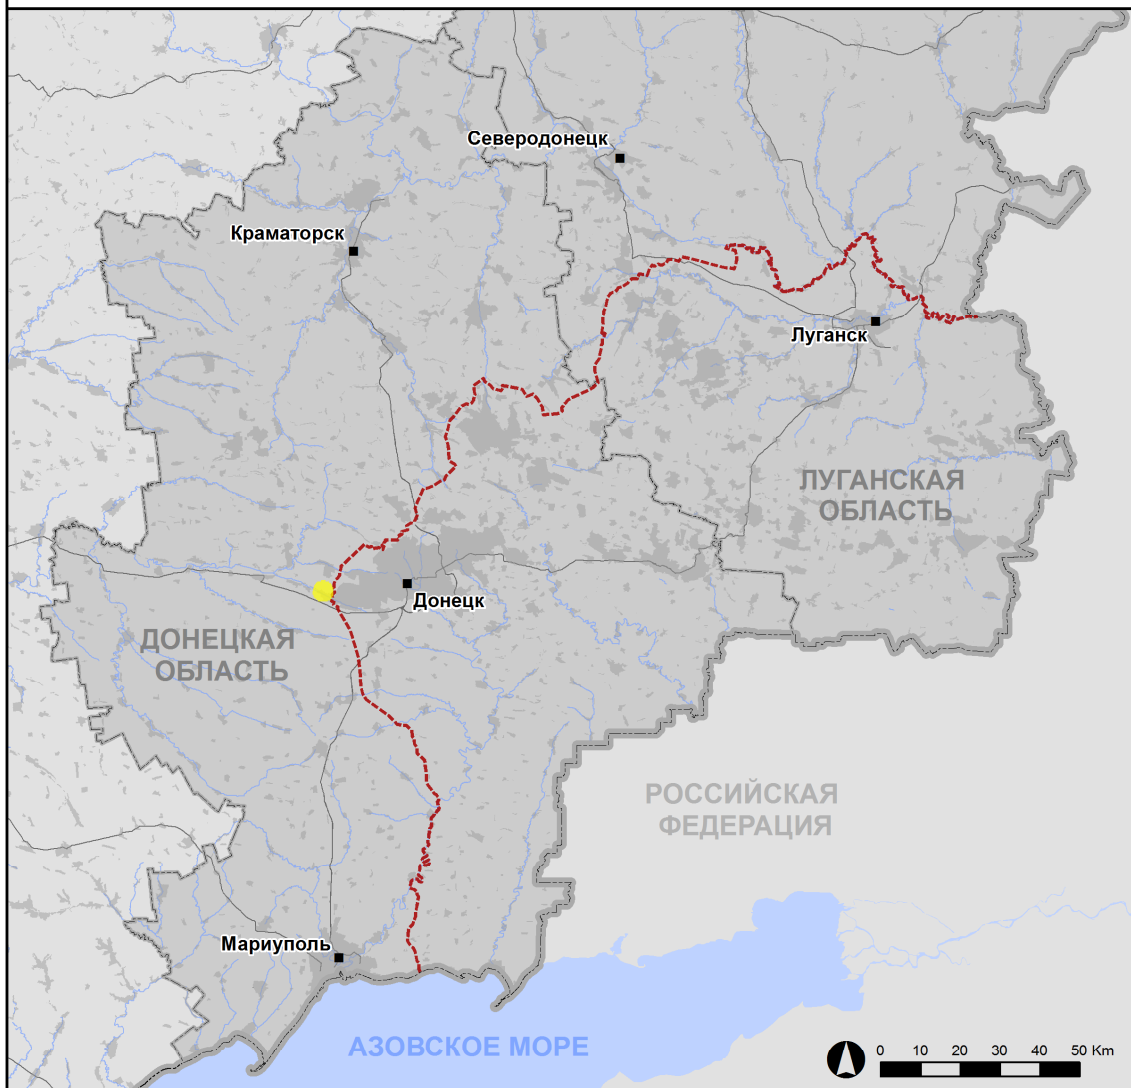 Северодонецк
Краматорск
Луганск
ЛУГАНСКАЯ
ОБЛАСТЬ
Донецк
ДОНЕЦКАЯ
ОБЛАСТЬ
РОССИЙСКАЯ
ФЕДЕРАЦИЯ
Мариуполь
АЗОВСКОЕ МОРЕ
0 10 20 30 40 50 Km